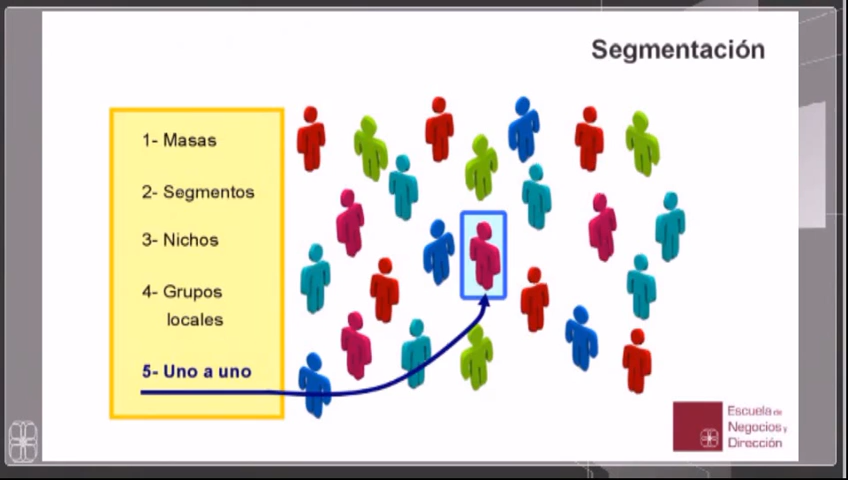 Segmentación
1- Masas
2- Segmentos
3- Nichos
4- Grupos
locales
5- Uno a uno
Escuela de
Negocios y
Dirección